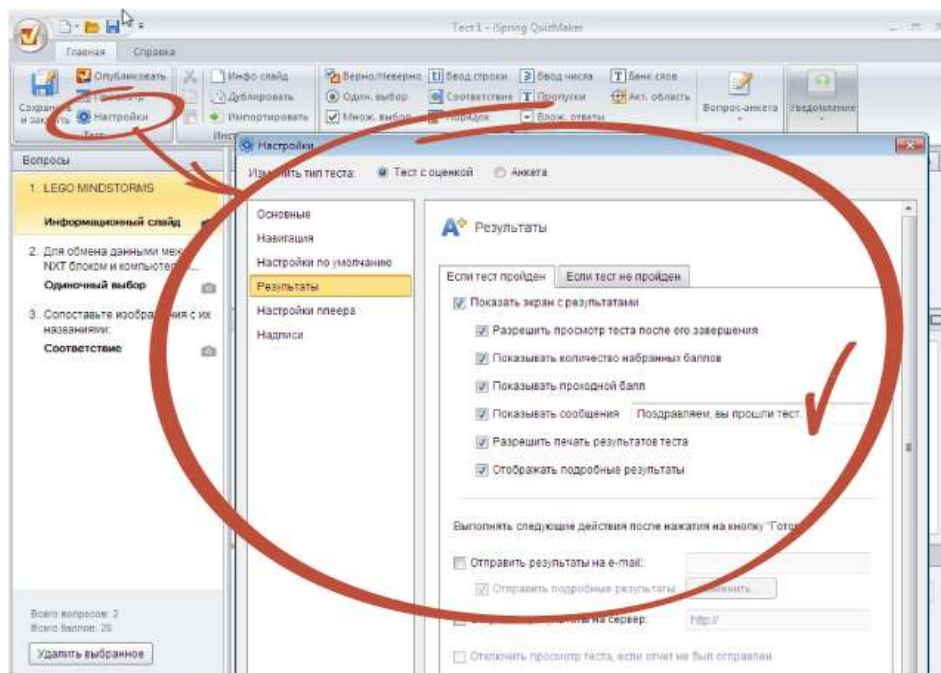 Тест1 - iSpring QuizMaker
Главная Справка
Опубликовать
Настройки
Тест
Инфо слайд
Дублировать
Импортировать
Верно/Неверно
Один. выбор
Множ. выбор
Ввод строки
Соответствие
Порядок
Ввод числа
Пропуски
Влож. ответы
Банк слов
Акт. область
Вопрос-анкета
Уведомление
Вопросы
1. LEGO MINDSTORMS
Информационный слайд
2. Для обмена данными
NXT блоком и
Одиночный выбор
3. Сопоставьте изображения с их
названиями:
Соответствие
Всего вопросов: 2
Всего баллов: 20
Удалить выбранное
Настройки
Изменить тип теста: Тест с оценкой Анкета
Основные
Навигация
Настройки по умолчанию
Результаты
Настройки плеера
Надписи
A+ Результаты
Если тест пройден Если тест не пройден
Показать экран с результатами
Разрешить просмотр теста после его завершения
Показывать количество набранных баллов
Показывать проходной балл
Показывать сообщения Поздравляем, вы прошли тест.
Разрешить печать результатов теста
Отображать подробные результаты
Выполнять следующие действия после нажатия на кнопку
Отправить результаты на e-mail:
Отправить подробные результаты
на сервер: http://
Отключить просмотр теста, если отчет не был отправлен